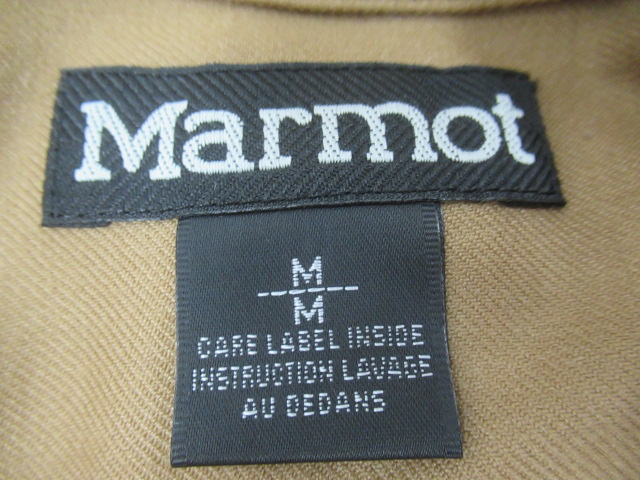 Marmot
M
M
CARE LABEL INSIDE
INSTRUCTION LAVAGE
AU DEDANS